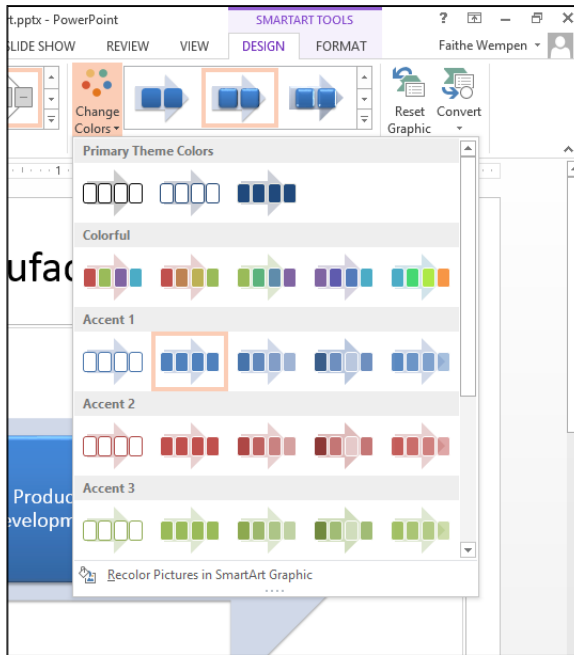 rt.pptx - PowerPoint
SMARTART TOOLS
?
SLIDE SHOW REVIEW VIEW DESIGN FORMAT Faithe Wempen
Change Colors
Reset Graphic
Convert
Primary Theme Colors
1
Colorful
ufac
Accent 1
Accent 2
Accent 3
Produc
evelopm
Recolor Pictures in SmartArt Graphic